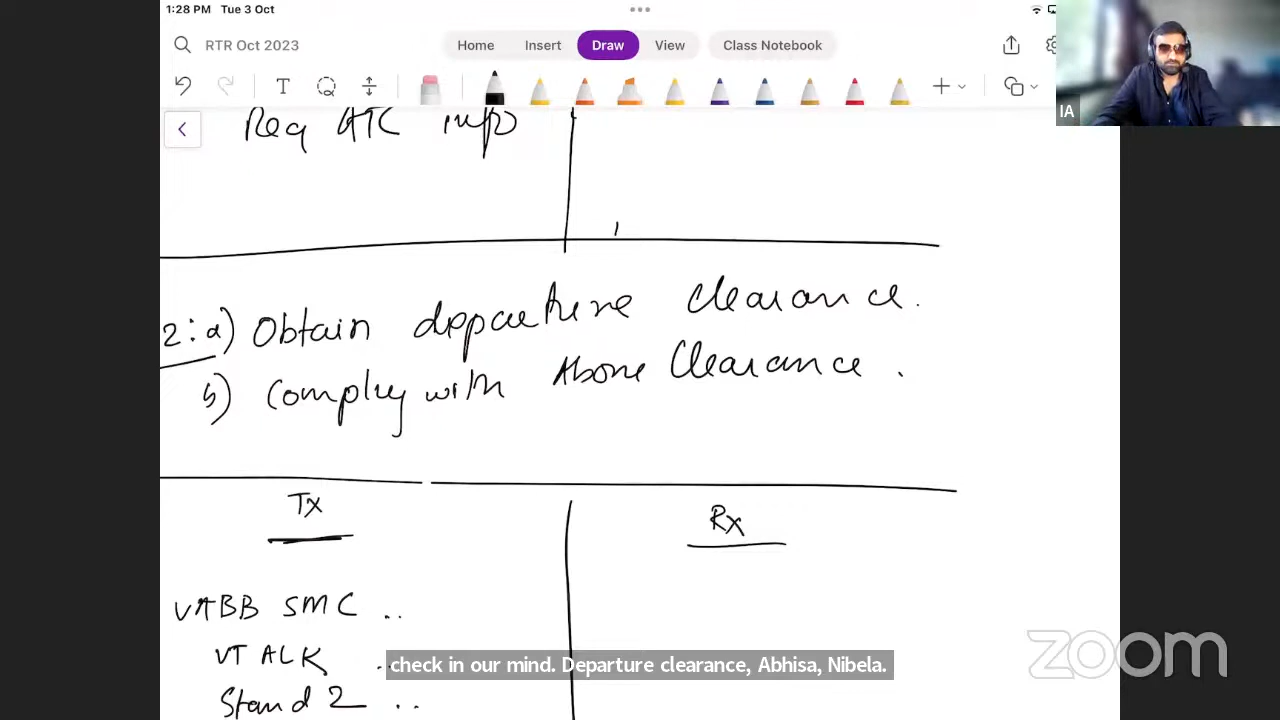 1:28 PM Tue 3 Oct
RTR Oct 2023
Home Insert Draw View Class Notebook
IA
Req ATC info
2: a) Obtain departure clearance.
b) Comply with Above Clearance.
Tx
Rx
VABB SMC ..
VT ALK ..
Stand 2 ..
check in our mind. Departure clearance, Abhisa, Nibela.
zoom